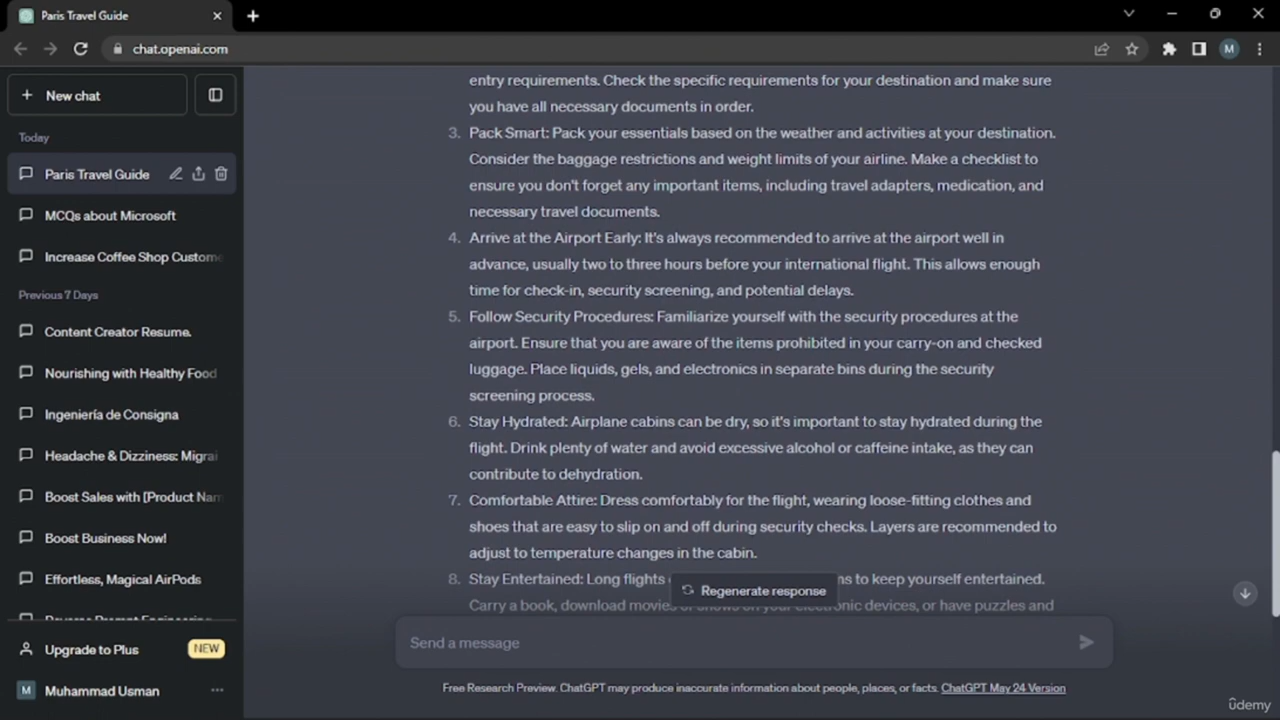 Paris Travel Guide
chat.openai.com
M
New chat
Today
Paris Travel Guide
MCQs about Microsoft
Increase Coffee Shop Custome
Previous 7 Days
Content Creator Resume.
Nourishing with Healthy Food
Ingeniería de Consigna
Headache & Dizziness: Migrai
Boost Sales with [Product Nam
Boost Business Now!
Effortless, Magical AirPods
Reverse Prompt Engineering
Upgrade to Plus NEW
M Muhammad Usman
entry requirements. Check the specific requirements for your destination and make sure
you have all necessary documents in order.
3. Pack Smart: Pack your essentials based on the weather and activities at your destination.
Consider the baggage restrictions and weight limits of your airline. Make a checklist to
ensure you don't forget any important items, including travel adapters, medication, and
necessary travel documents.
4. Arrive at the Airport Early: It's always recommended to arrive at the airport well in
advance, usually two to three hours before your international flight. This allows enough
time for check-in, security screening, and potential delays.
5. Follow Security Procedures: Familiarize yourself with the security procedures at the
airport. Ensure that you are aware of the items prohibited in your carry-on and checked
luggage. Place liquids, gels, and electronics in separate bins during the security
screening process.
6. Stay Hydrated: Airplane cabins can be dry, so it's important to stay hydrated during the
flight. Drink plenty of water and avoid excessive alcohol or caffeine intake, as they can
contribute to dehydration.
7. Comfortable Attire: Dress comfortably for the flight, wearing loose-fitting clothes and
shoes that are easy to slip on and off during security checks. Layers are recommended to
adjust to temperature changes in the cabin.
8. Stay Entertained: Long flights to keep yourself entertained.
Carry a book, download movies or shows on your electronic devices, or have puzzles and
Regenerate response
Send a message
Free Research Preview. ChatGPT may produce inaccurate information about people, places, or facts. ChatGPT May 24 Version
ûdemy